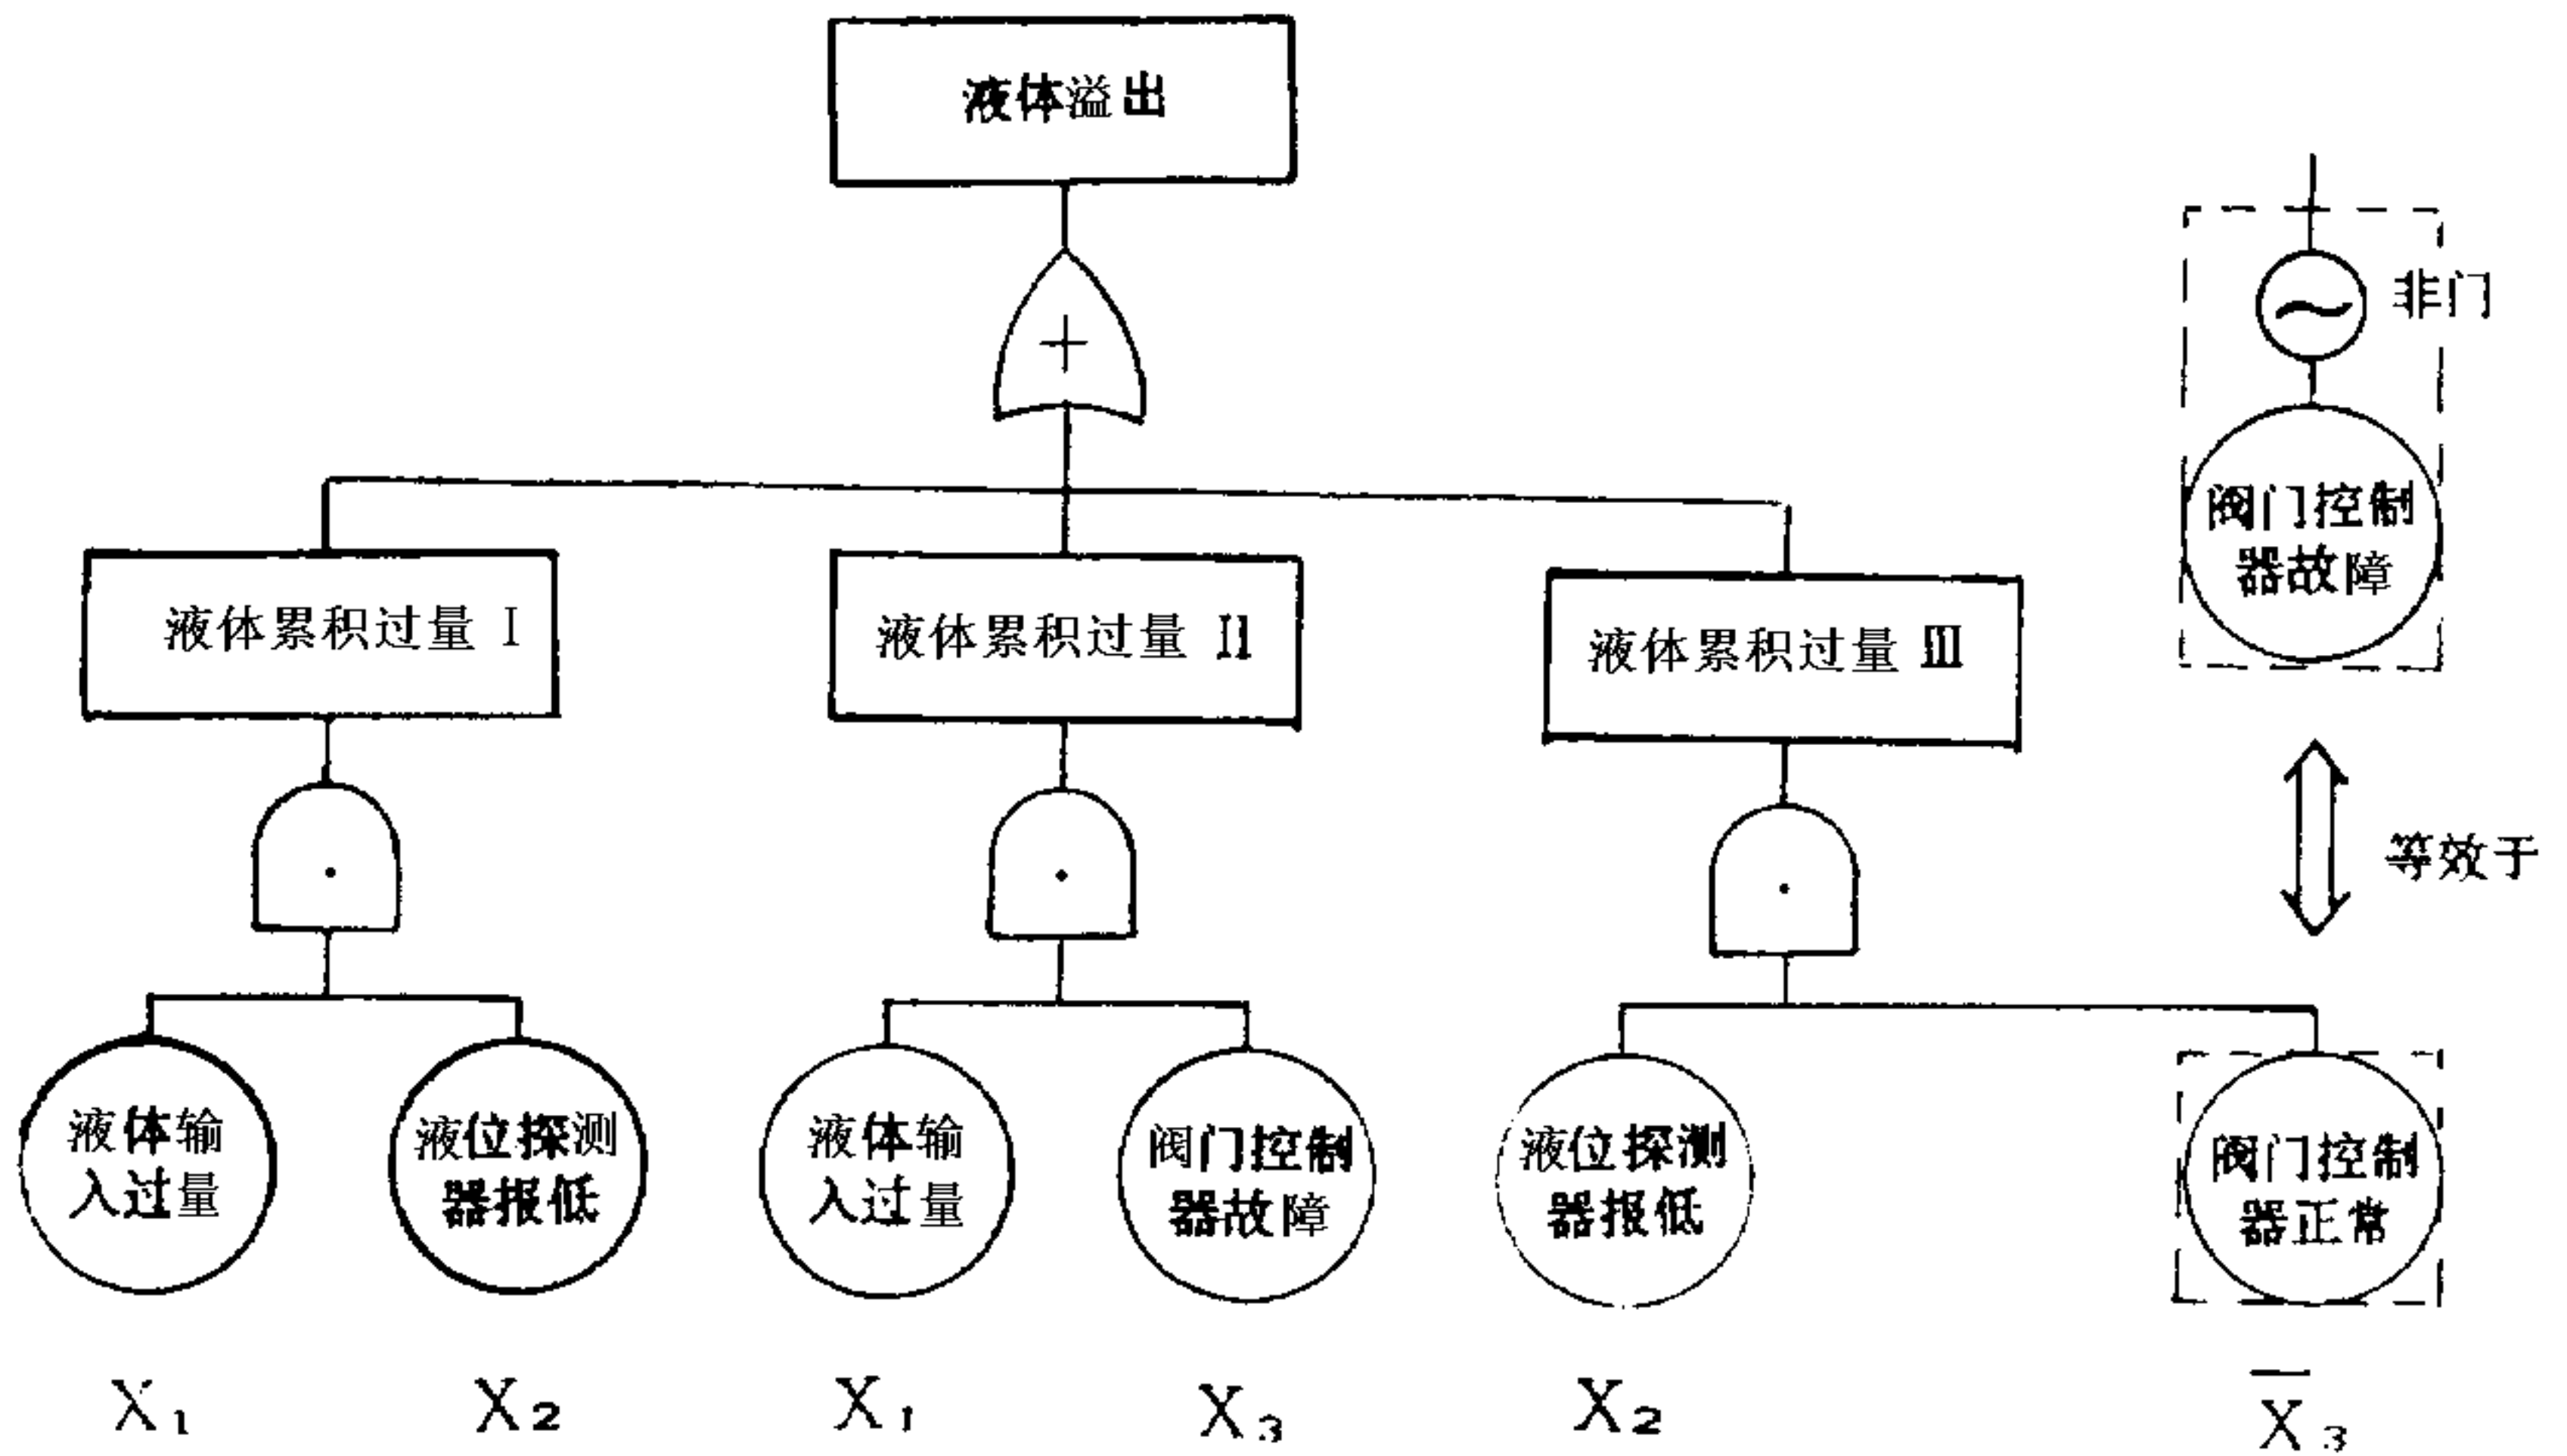 液体溢出
+
~
非门
阀门控制
器故障
液体累积过量 Ⅰ
液体累积过量 Ⅱ
液体累积过量 Ⅲ
等效于
液体输
入过量
液位探测
器报低
液体输
入过量
阀门控制
器故障
液位探测
器报低
阀门控制
器正常
X₁
X₂
X₁
X₃
X₂
X̅₃